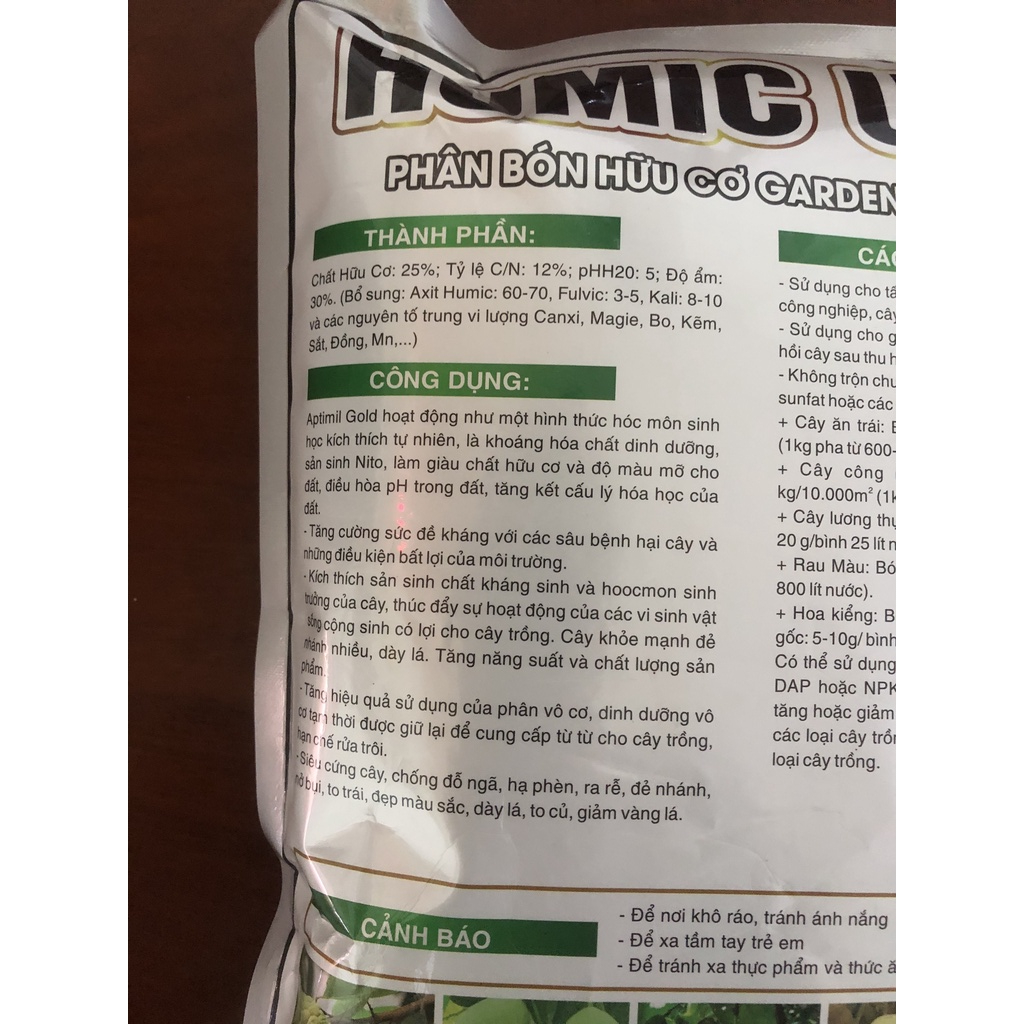 HUMIC
PHÂN BÓN HỮU CƠ GARDEN
THÀNH PHẦN:
Chất Hữu Cơ: 25%; Tỷ lệ C/N: 12%; pHH20: 5; Độ ẩm:
30%. (Bổ sung: Axit Humic: 60-70, Fulvic: 3-5, Kali: 8-10
và các nguyên tố trung vi lượng Canxi, Magie, Bo, Kẽm,
Sắt, Đồng, Mn,...)
CÔNG DỤNG:
Aptimil Gold hoạt động như một hình thức hóc môn sinh
học kích thích tự nhiên, là khoáng hóa chất dinh dưỡng,
sản sinh Nito, làm giàu chất hữu cơ và độ màu mỡ cho
đất, điều hòa pH trong đất, tăng kết cấu lý hóa học của
đất.
- Tăng cường sức đề kháng với các sâu bệnh hại cây và
những điều kiện bất lợi của môi trường.
- Kích thích sản sinh chất kháng sinh và hoocmon sinh
trưởng của cây, thúc đẩy sự hoạt động của các vi sinh vật
sống cộng sinh có lợi cho cây trồng. Cây khỏe mạnh đẻ
nhánh nhiều, dày lá. Tăng năng suất và chất lượng sản
phẩm.
- Tăng hiệu quả sử dụng của phân vô cơ, dinh dưỡng vô
cơ tạm thời được giữ lại để cung cấp từ từ cho cây trồng,
hạn chế rửa trôi.
- Siêu cứng cây, chống đỗ ngã, hạ phèn, ra rễ, đẻ nhánh,
nở bụi, to trái, đẹp màu sắc, dày lá, to củ, giảm vàng lá.
- Sử dụng cho
công nghiệp, cây
- Sử dụng cho
hồi cây sau thu
- Không trộn
sunfat hoặc các
+ Cây ăn trái:
(1kg pha từ 600-
+ Cây công
kg/10.000m²
+ Cây lương
20 g/bình 25 lít
+ Rau Màu: Bó
800 lít nước).
+ Hoa kiểng:
gốc: 5-10g/ bình
Có thể sử dụng
DAP hoặc NPK
tăng hoặc giảm
các loại cây
loại cây trồng.
CẢNH BÁO
- Để nơi khô ráo, tránh ánh nắng
- Để xa tầm tay trẻ em
- Để tránh xa thực phẩm và thức